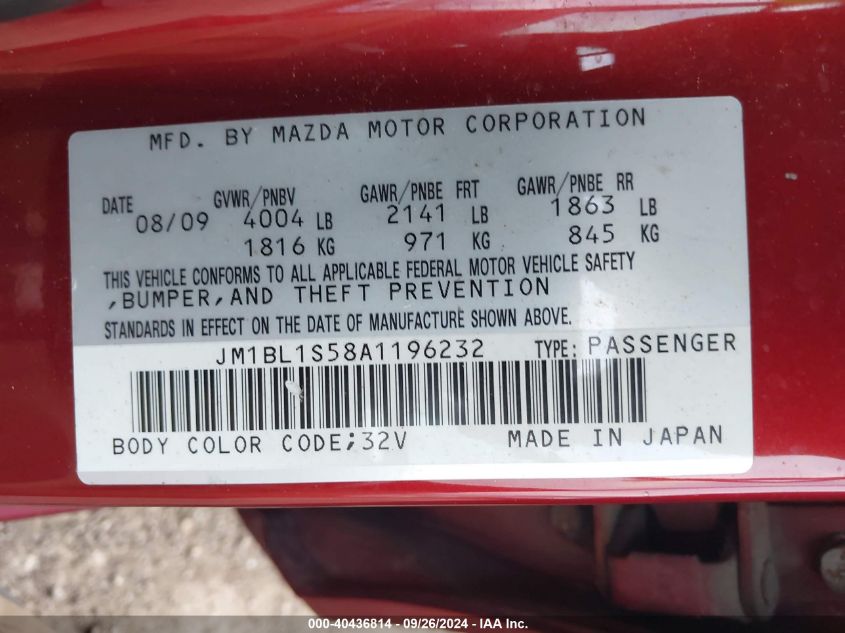 MFD. BY MAZDA MOTOR CORPORATION
DATE GVWR/PNBV GAWR/PNBE FRT GAWR/PNBE RR
08/09 4004 LB 2141 LB 1863 LB
1816 KG 971 KG 845 KG
THIS VEHICLE CONFORMS TO ALL APPLICABLE FEDERAL MOTOR VEHICLE SAFETY
,BUMPER,AND THEFT PREVENTION
STANDARDS IN EFFECT ON THE DATE OF MANUFACTURE SHOWN ABOVE.
JM1BL1S58A1196232 TYPE: PASSENGER
BODY COLOR CODE;32V MADE IN JAPAN
000-40436814 - 09/26/2024 - IAA Inc.